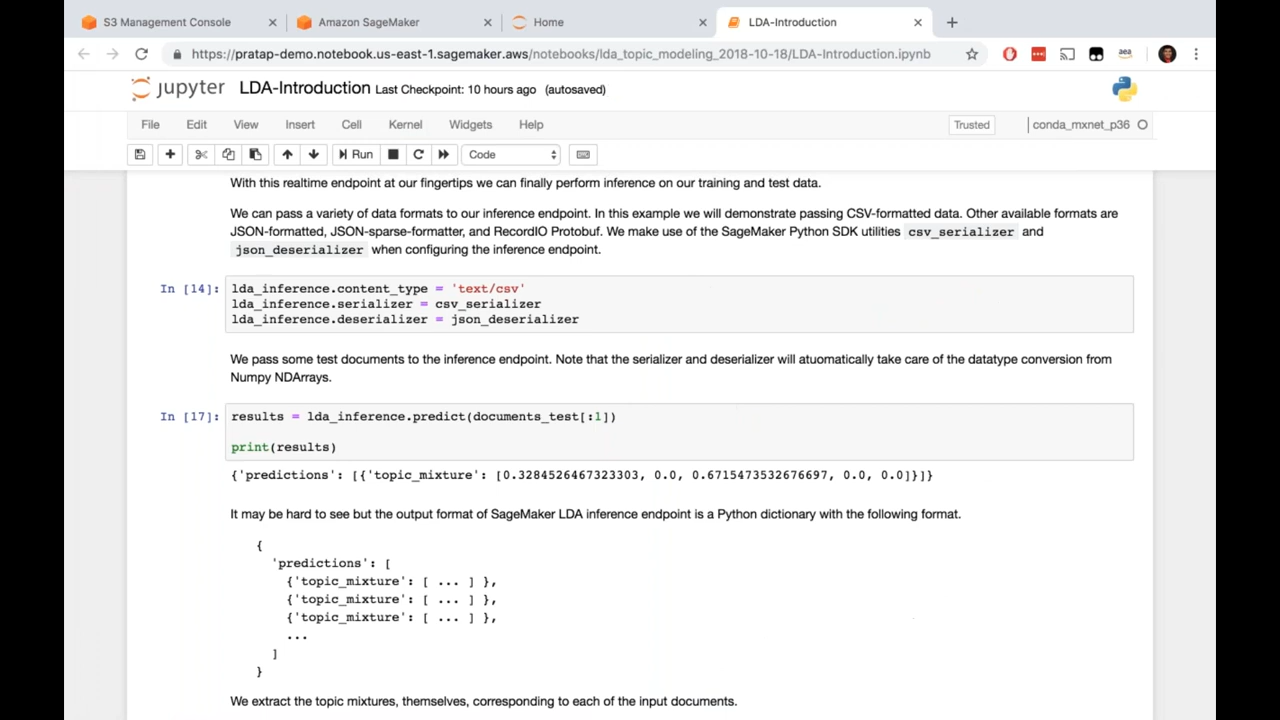 S3 Management Console
Amazon SageMaker
Home
LDA-Introduction
https://pratap-demo.notebook.us-east-1.sagemaker.aws/notebooks/lda_topic_modeling_2018-10-18/LDA-Introduction.ipynb
aea
jupyter LDA-Introduction Last Checkpoint: 10 hours ago (autosaved)
File Edit View Insert Cell Kernel Widgets Help Trusted conda_mxnet_p36
Run Code
With this realtime endpoint at our fingertips we can finally perform inference on our training and test data.
We can pass a variety of data formats to our inference endpoint. In this example we will demonstrate passing CSV-formatted data. Other available formats are
JSON-formatted, JSON-sparse-formatter, and RecordIO Protobuf. We make use of the SageMaker Python SDK utilities csv_serializer and
json_deserializer when configuring the inference endpoint.
In [14]: lda_inference.content_type = 'text/csv'
lda_inference.serializer = csv_serializer
lda_inference.deserializer = json_deserializer
We pass some test documents to the inference endpoint. Note that the serializer and deserializer will atuomatically take care of the datatype conversion from
Numpy NDArrays.
In [17]: results = lda_inference.predict(documents_test[:1])
print(results)
{'predictions': [{'topic_mixture': [0.3284526467323303, 0.0, 0.6715473532676697, 0.0, 0.0]}]}
It may be hard to see but the output format of SageMaker LDA inference endpoint is a Python dictionary with the following format.
{
'predictions': [
{'topic_mixture': [ ... ] },
{'topic_mixture': [ ... ] },
{'topic_mixture': [ ... ] },
...
]
}
We extract the topic mixtures, themselves, corresponding to each of the input documents.